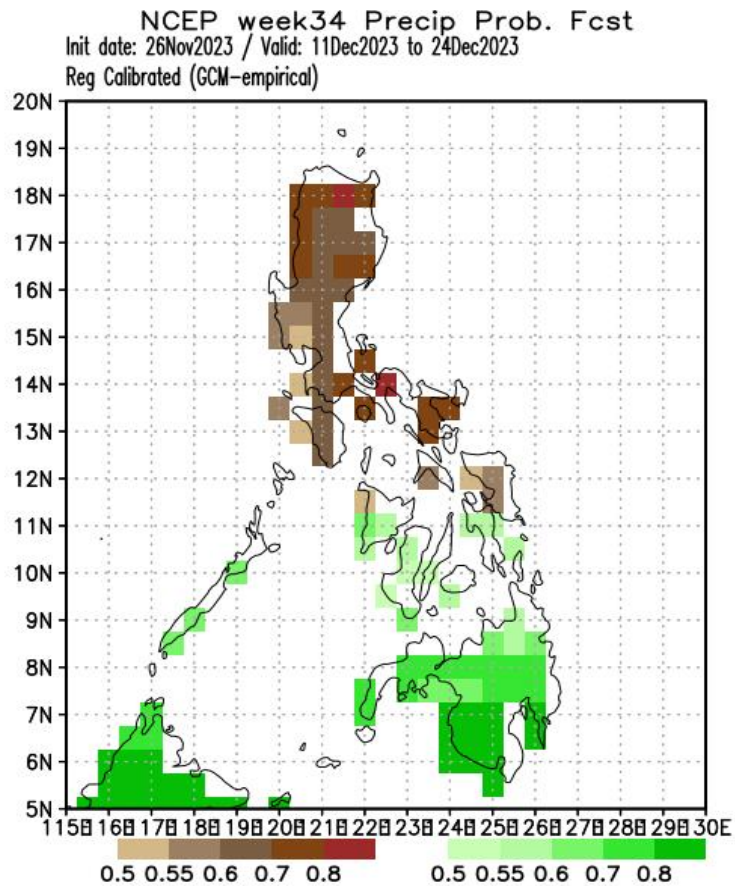 NCEP week34 Precip Prob. Fcst
Init date: 26Nov2023 / Valid: 11Dec2023 to 24Dec2023
Reg Calibrated (GCM-empirical)
20N
19N
18N
17N
16N
15N
14N
13N
12N
11N
10N
9N
8N
7N
6N
5N
115E 116E 117E 118E 119E 120E 121E 122E 123E 124E 125E 126E 127E 128E 129E 130E
0.5 0.55 0.6 0.7 0.8 0.5 0.55 0.6 0.7 0.8